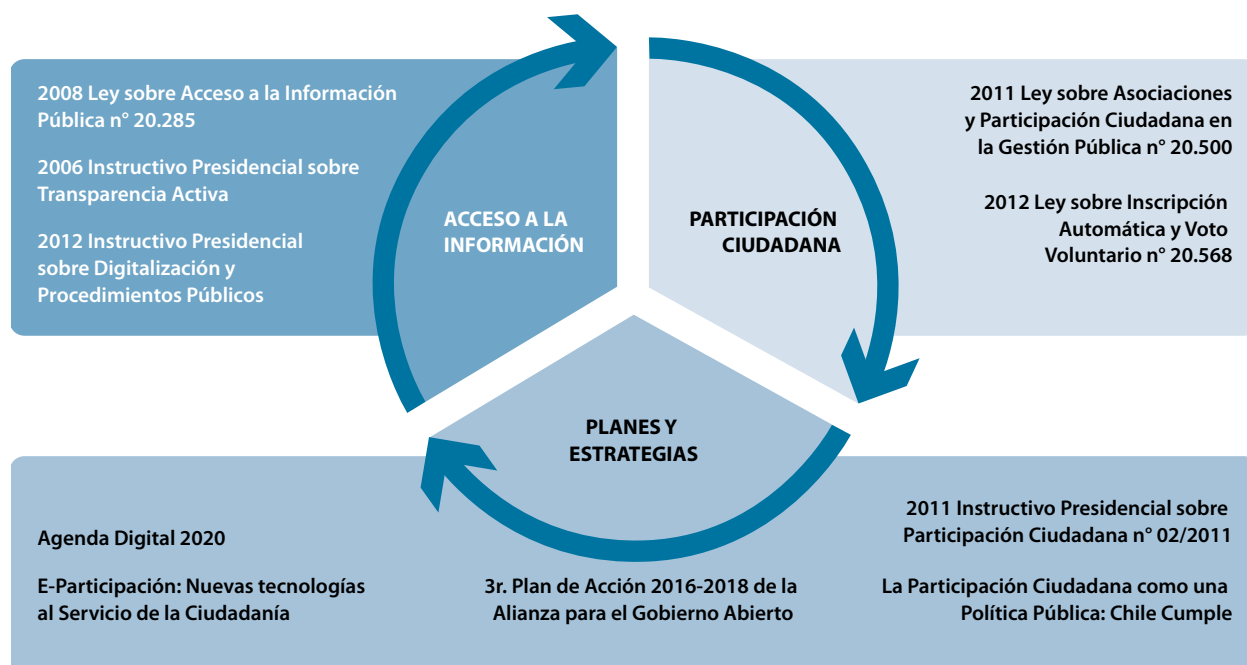 2008 Ley sobre Acceso a la Información
Pública n° 20.285
2006 Instructivo Presidencial sobre
Transparencia Activa
2012 Instructivo Presidencial
sobre Digitalización y
Procedimientos Públicos
ACCESO A LA
INFORMACIÓN
PARTICIPACIÓN
CIUDADANA
2011 Ley sobre Asociaciones
y Participación Ciudadana en
la Gestión Pública n° 20.500
2012 Ley sobre Inscripción
Automática y Voto
Voluntario n° 20.568
PLANES Y
ESTRATEGIAS
Agenda Digital 2020
E-Participación: Nuevas tecnologías
al Servicio de la Ciudadanía
3r. Plan de Acción 2016-2018 de la
Alianza para el Gobierno Abierto
2011 Instructivo Presidencial sobre
Participación Ciudadana n° 02/2011
La Participación Ciudadana como una
Política Pública: Chile Cumple